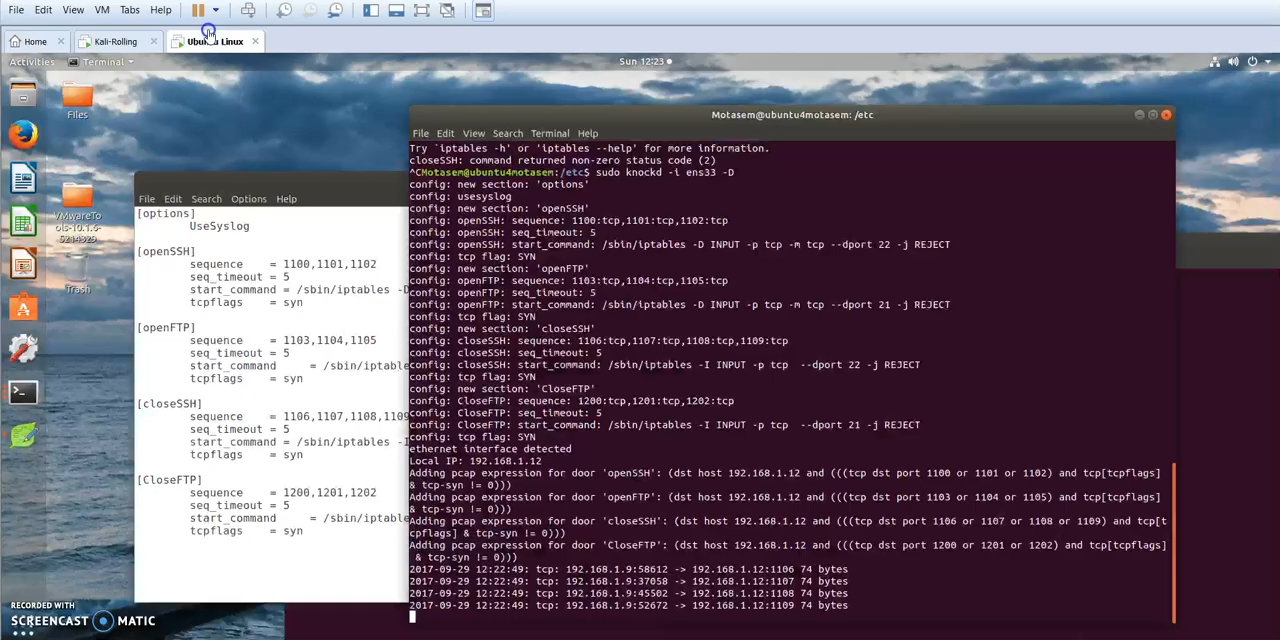 File Edit View VM Tabs Help
Home Kali-Rolling Ubuntu Linux
Activities Terminal Sun 12:23
Files
VMwareTo
ols-10.1.6-
5214329
Trash
File Edit Search Options Help
[options]
UseSyslog
[openSSH]
sequence = 1100,1101,1102
seq_timeout = 5
start_command = /sbin/iptables -D
tcpflags = syn
[openFTP]
sequence = 1103,1104,1105
seq_timeout = 5
start_command = /sbin/iptable
tcpflags = syn
[closeSSH]
sequence = 1106,1107,1108,1109
seq_timeout = 5
start_command = /sbin/iptables -I
tcpflags = syn
[CloseFTP]
sequence = 1200,1201,1202
seq_timeout = 5
start_command = /sbin/iptable
tcpflags = syn
Motasem@ubuntu4motasem: /etc
File Edit View Search Terminal Help
Try `iptables -h' or 'iptables --help' for more information.
closeSSH: command returned non-zero status code (2)
^CMotasem@ubuntu4motasem:/etc$ sudo knockd -i ens33 -D
config: new section: 'options'
config: usesyslog
config: new section: 'openSSH'
config: openSSH: sequence: 1100:tcp,1101:tcp,1102:tcp
config: openSSH: seq_timeout: 5
config: openSSH: start_command: /sbin/iptables -D INPUT -p tcp -m tcp --dport 22 -j REJECT
config: tcp flag: SYN
config: new section: 'openFTP'
config: openFTP: sequence: 1103:tcp,1104:tcp,1105:tcp
config: openFTP: seq_timeout: 5
config: openFTP: start_command: /sbin/iptables -D INPUT -p tcp -m tcp --dport 21 -j REJECT
config: tcp flag: SYN
config: new section: 'closeSSH'
config: closeSSH: sequence: 1106:tcp,1107:tcp,1108:tcp,1109:tcp
config: closeSSH: seq_timeout: 5
config: closeSSH: start_command: /sbin/iptables -I INPUT -p tcp --dport 22 -j REJECT
config: tcp flag: SYN
config: new section: 'CloseFTP'
config: CloseFTP: sequence: 1200:tcp,1201:tcp,1202:tcp
config: CloseFTP: seq_timeout: 5
config: CloseFTP: start_command: /sbin/iptables -I INPUT -p tcp --dport 21 -j REJECT
config: tcp flag: SYN
ethernet interface detected
Local IP: 192.168.1.12
Adding pcap expression for door 'openSSH': (dst host 192.168.1.12 and (((tcp dst port 1100 or 1101 or 1102) and tcp[tcpflags]
& tcp-syn != 0)))
Adding pcap expression for door 'openFTP': (dst host 192.168.1.12 and (((tcp dst port 1103 or 1104 or 1105) and tcp[tcpflags]
& tcp-syn != 0)))
Adding pcap expression for door 'closeSSH': (dst host 192.168.1.12 and (((tcp dst port 1106 or 1107 or 1108 or 1109) and tcp[t
cpflags] & tcp-syn != 0)))
Adding pcap expression for door 'CloseFTP': (dst host 192.168.1.12 and (((tcp dst port 1200 or 1201 or 1202) and tcp[tcpflags]
& tcp-syn != 0)))
2017-09-29 12:22:49: tcp: 192.168.1.9:58612 -> 192.168.1.12:1106 74 bytes
2017-09-29 12:22:49: tcp: 192.168.1.9:37058 -> 192.168.1.12:1107 74 bytes
2017-09-29 12:22:49: tcp: 192.168.1.9:45502 -> 192.168.1.12:1108 74 bytes
2017-09-29 12:22:49: tcp: 192.168.1.9:52672 -> 192.168.1.12:1109 74 bytes
RECORDED WITH
SCREENCAST MATIC